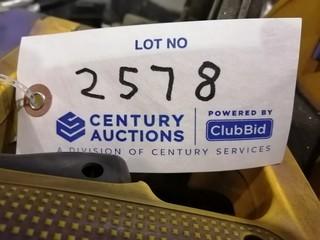 LOT NO
2578
CENTURY AUCTIONS
POWERED BY
ClubBid
A DIVISION OF CENTURY SERVICES